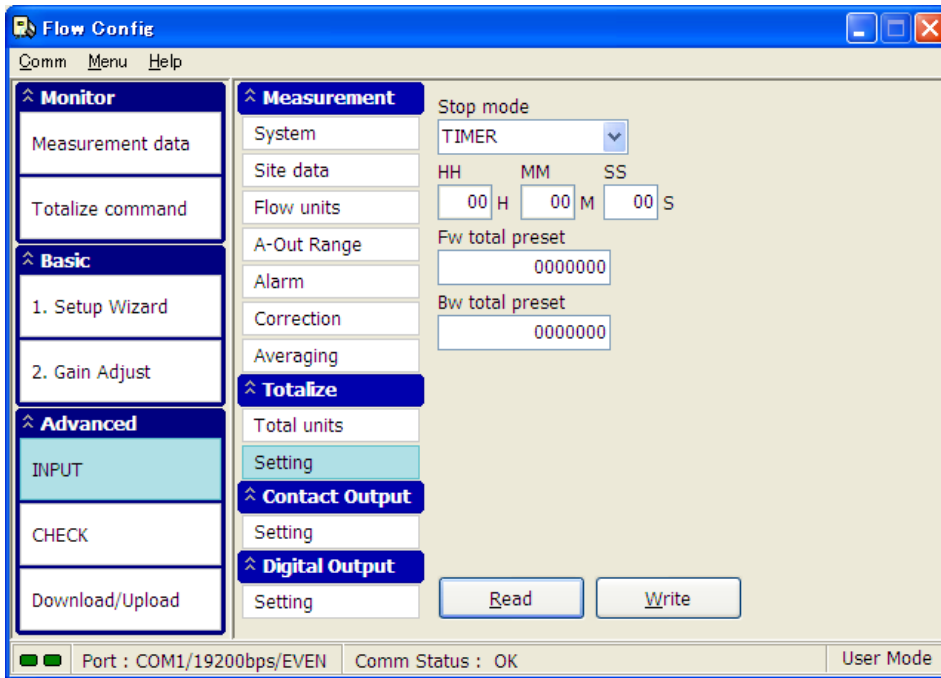 Flow Config
Comm Menu Help
Monitor
Measurement data
Totalize command
Basic
1. Setup Wizard
2. Gain Adjust
Advanced
INPUT
CHECK
Download/Upload
Measurement
System
Site data
Flow units
A-Out Range
Alarm
Correction
Averaging
Totalize
Total units
Setting
Contact Output
Setting
Digital Output
Setting
Stop mode
TIMER
HH MM SS
00 H 00 M 00 S
Fw total preset
0000000
Bw total preset
0000000
Read Write
Port : COM1/19200bps/EVEN Comm Status : OK User Mode